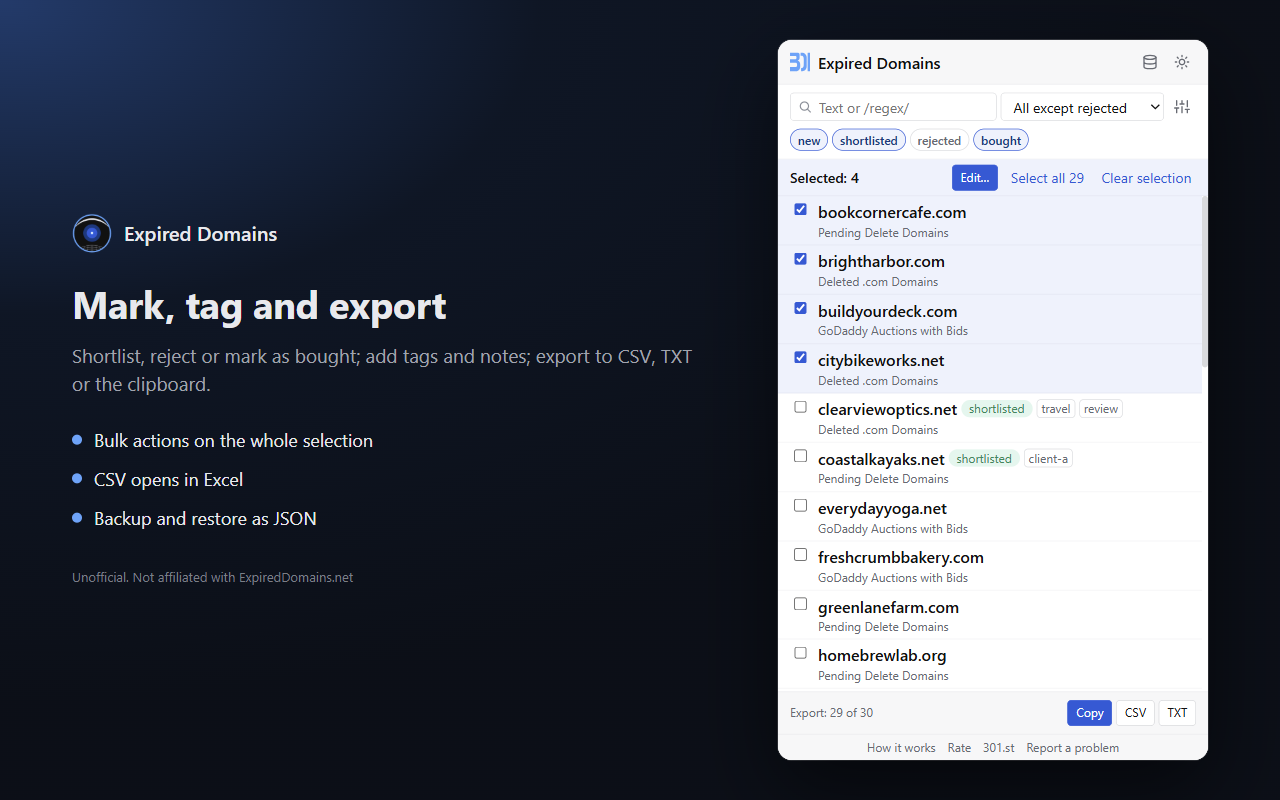 Expired Domains
Mark, tag and export
Shortlist, reject or mark as bought; add tags and notes; export to CSV, TXT
or the clipboard.
Bulk actions on the whole selection
CSV opens in Excel
Backup and restore as JSON
Unofficial. Not affiliated with ExpiredDomains.net
Expired Domains
Text or /regex/ All except rejected
new shortlisted rejected bought
Selected: 4 Edit... Select all 29 Clear selection
bookcornercafe.com
Pending Delete Domains
brightharbor.com
Deleted .com Domains
buildyourdeck.com
GoDaddy Auctions with Bids
citybikeworks.net
Deleted .com Domains
clearviewoptics.net shortlisted travel review
Deleted .com Domains
coastalkayaks.net shortlisted client-a
Pending Delete Domains
everydayyoga.net
GoDaddy Auctions with Bids
freshcrumbbakery.com
GoDaddy Auctions with Bids
greenlanefarm.com
Pending Delete Domains
homebrewlab.org
Pending Delete Domains
Export: 29 of 30 Copy CSV TXT
How it works Rate 301.st Report a problem